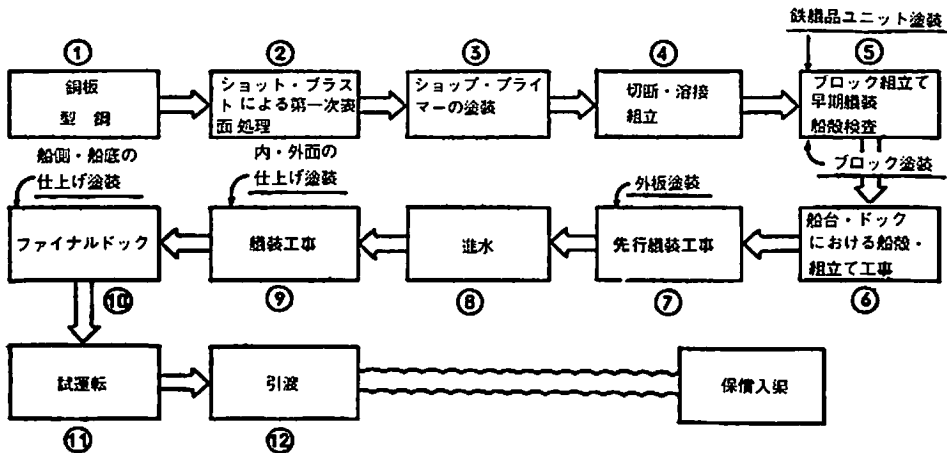 鉄艤品ユニット塗装
① ② ③ ④ ⑤
鋼板
型 鋼
ショット・ブラス
トによる第一次表
面処理
ショップ・プライ
マーの塗装
切断・溶接
組立
ブロック組立て
早期艤装
船殻検査
ブロック塗装
船側・船底の
仕上げ塗装
内・外面の
仕上げ塗装
外板塗装
ファイナルドック
艤装工事
進水
先行艤装工事
船台・ドック
における船殻・
組立て工事
⑩ ⑨ ⑧ ⑦ ⑥
試運転
引渡
保償入渠
⑪ ⑫